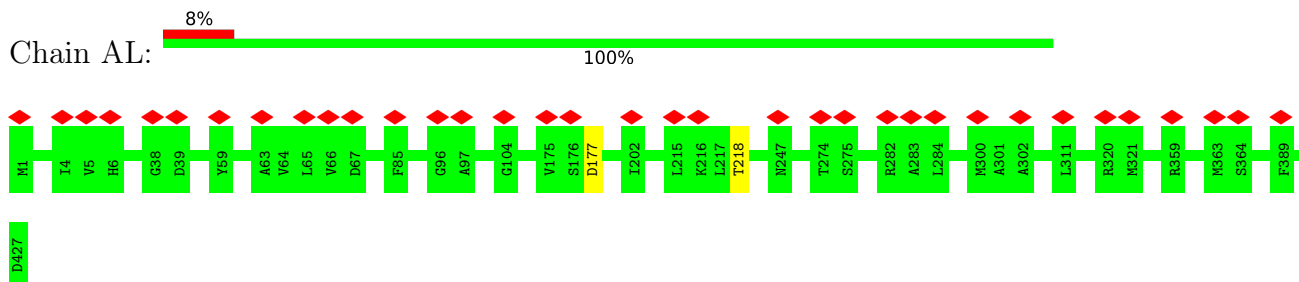 8%
Chain AL:
100%
M1 I4 V5 H6 G38 D39 Y59 A63 V64 L65 V66 D67 F85 G96 A97 G104 V175 S176 D177 I202 L215 K216 L217 T218 N247 T274 S275 R282 A283 L284 M300 A301 A302 L311 R320 M321 R359 M363 S364 F389
D427